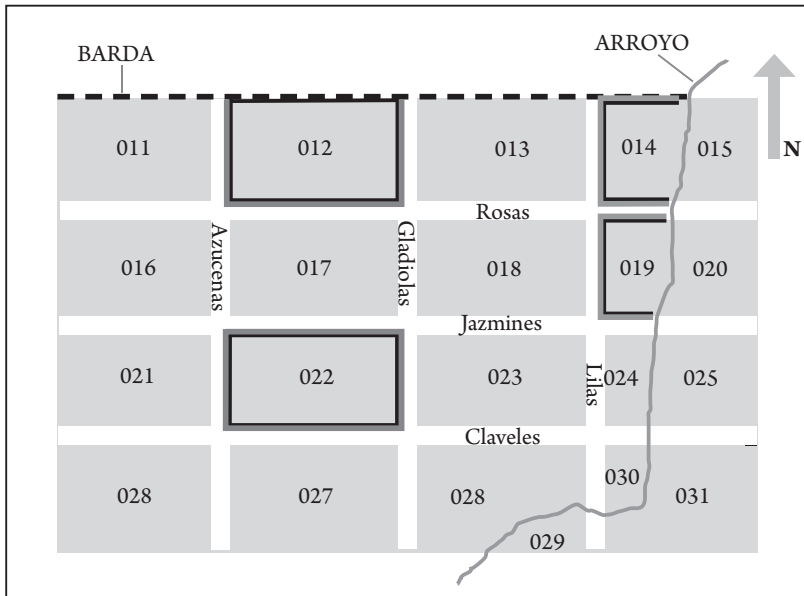 BARDA
ARROYO
N
011
012
013
014
015
Rosas
Azucenas
Gladiolas
016
017
018
019
020
Jazmines
021
022
023
Lilas
024
025
Claveles
028
027
028
030
031
029